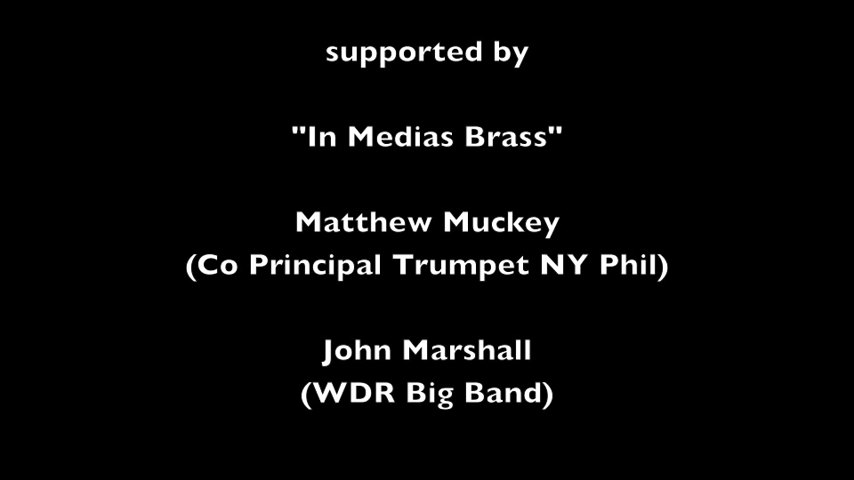 supported by
"In Medias Brass"
Matthew Muckey
(Co Principal Trumpet NY Phil)
John Marshall
(WDR Big Band)